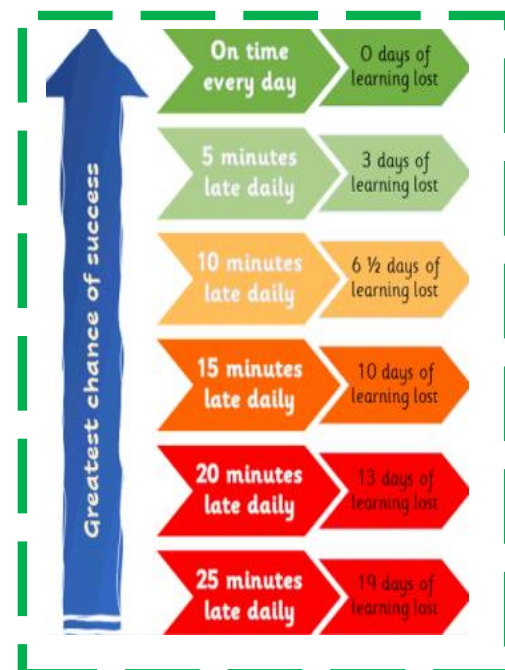 Greatest chance of success
On time
every day
0 days of
learning lost
5 minutes
late daily
3 days of
learning lost
10 minutes
late daily
6 ½ days of
learning lost
15 minutes
late daily
10 days of
learning lost
20 minutes
late daily
13 days of
learning lost
25 minutes
late daily
19 days of
learning lost